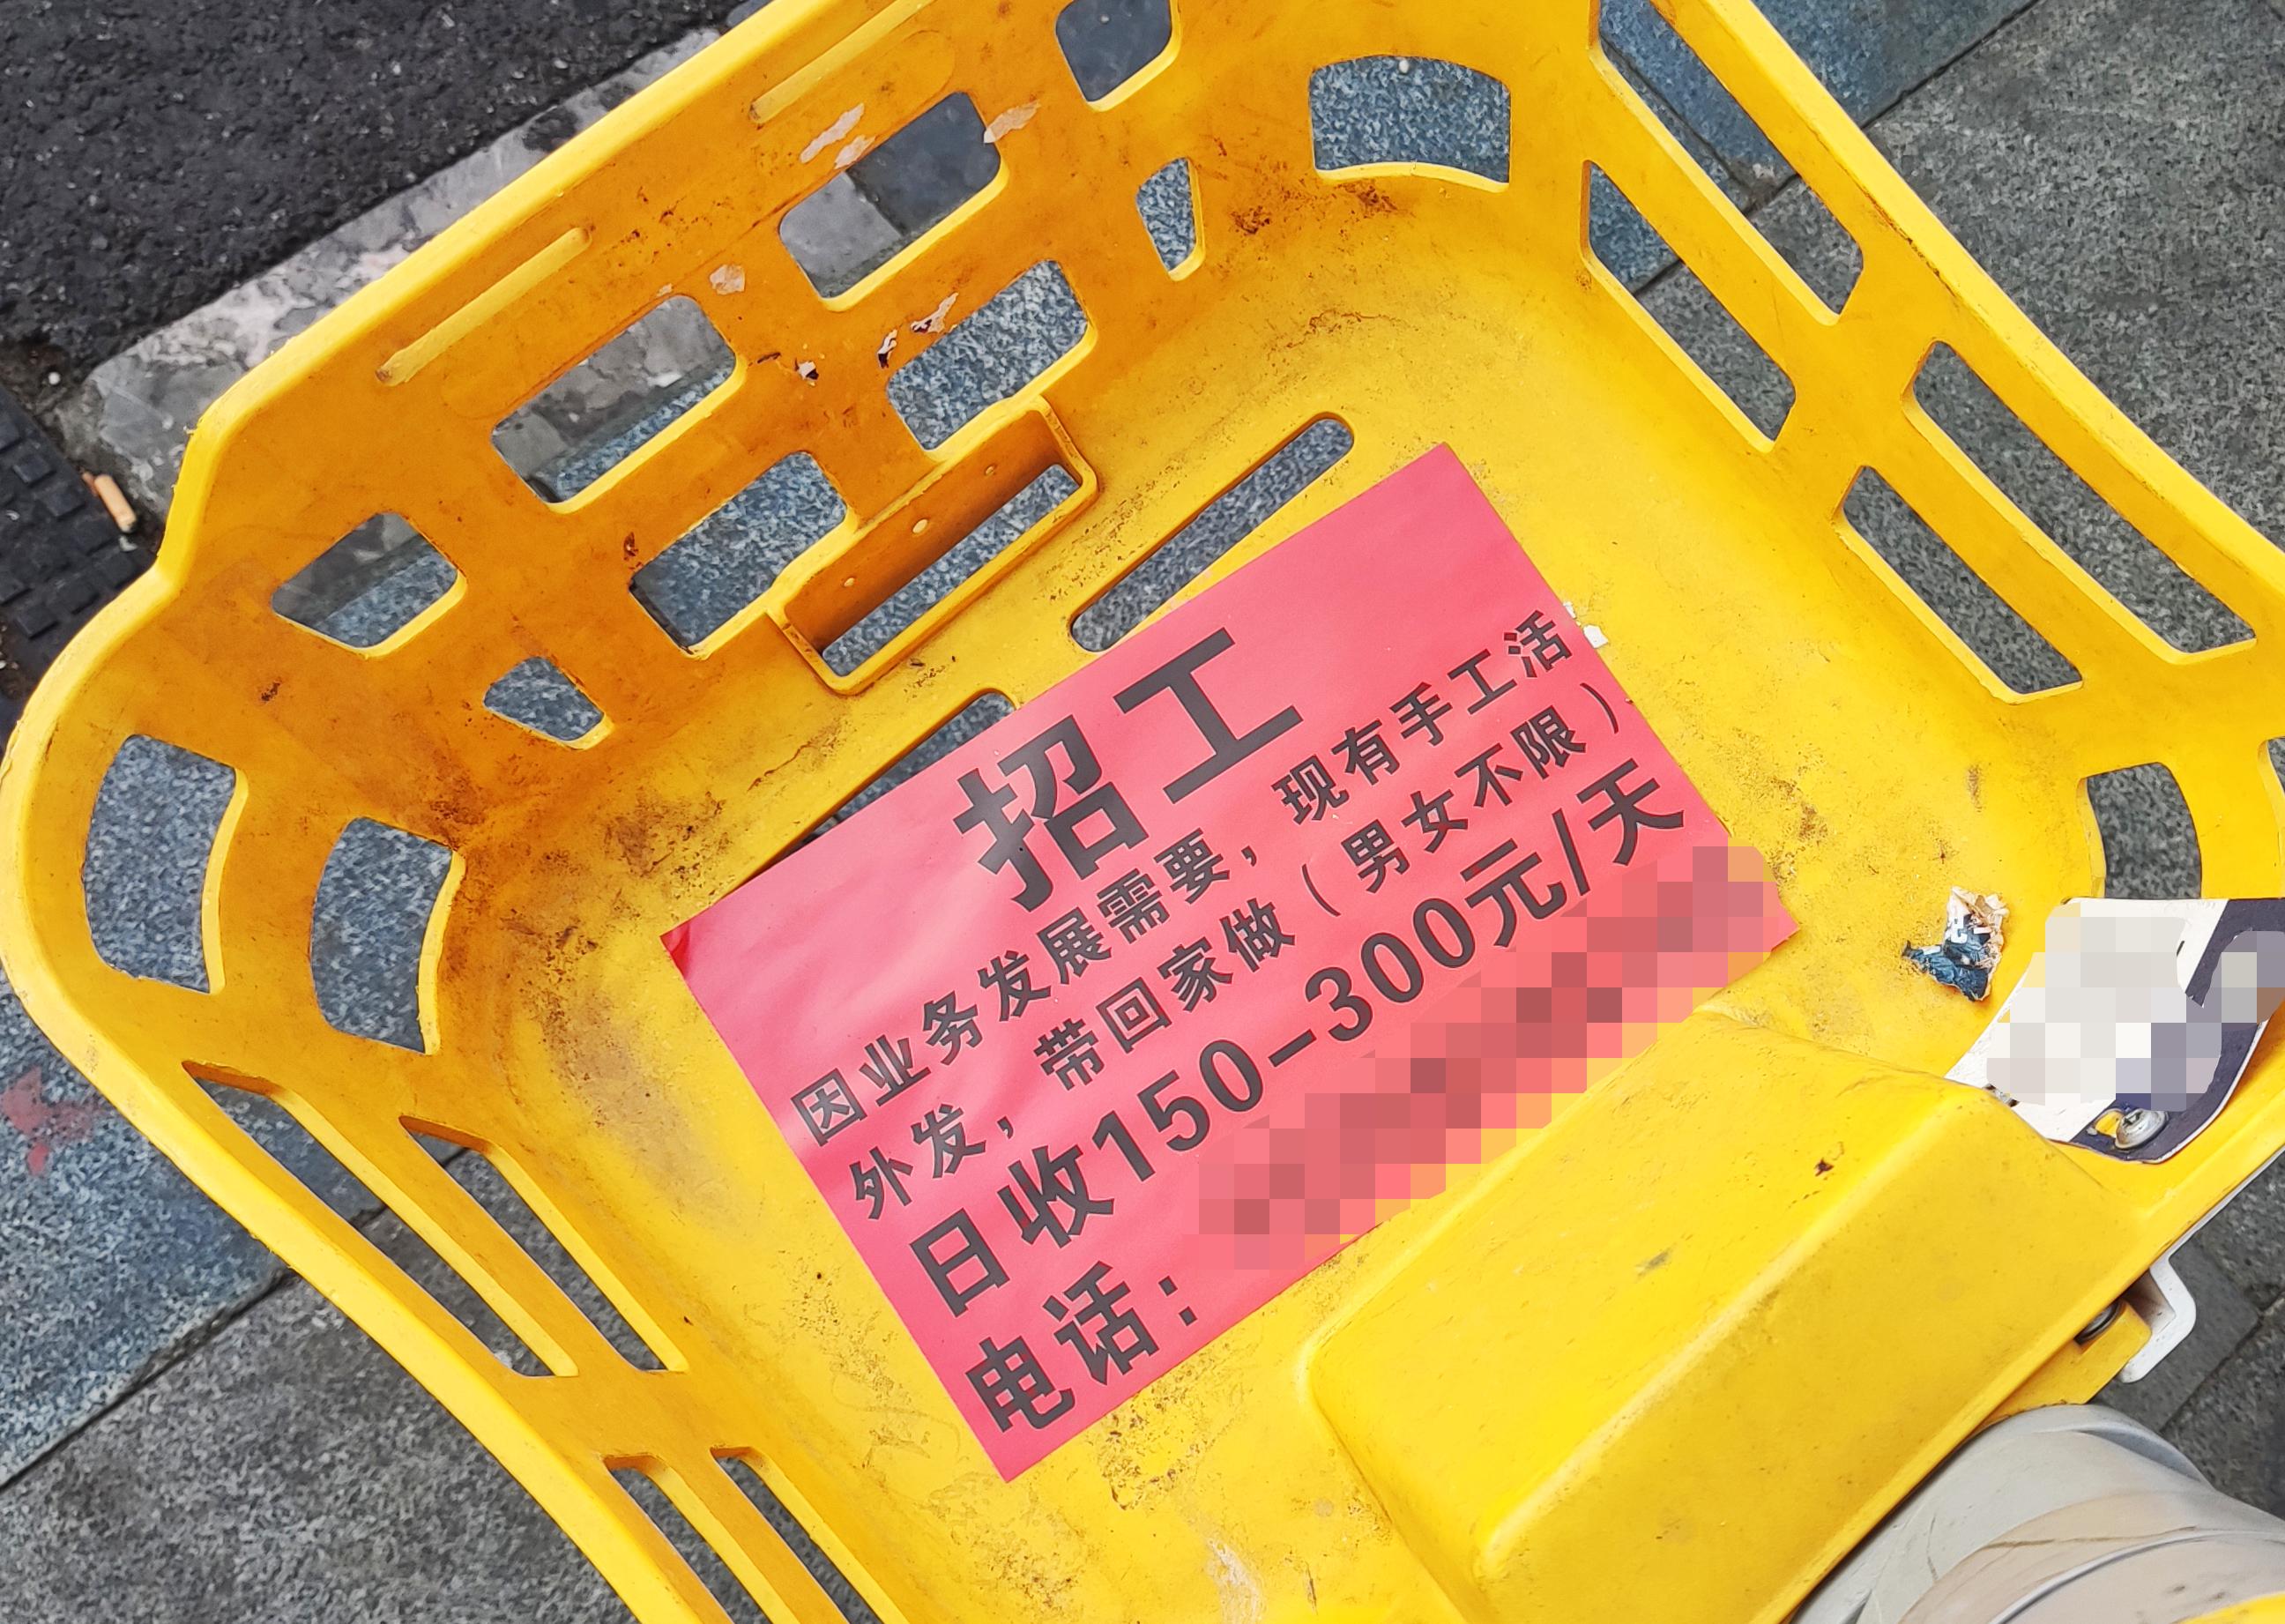 招工
因业务发展需要，现有手工活
外发，带回家做（男女不限）
日收150-300元/天
电话：